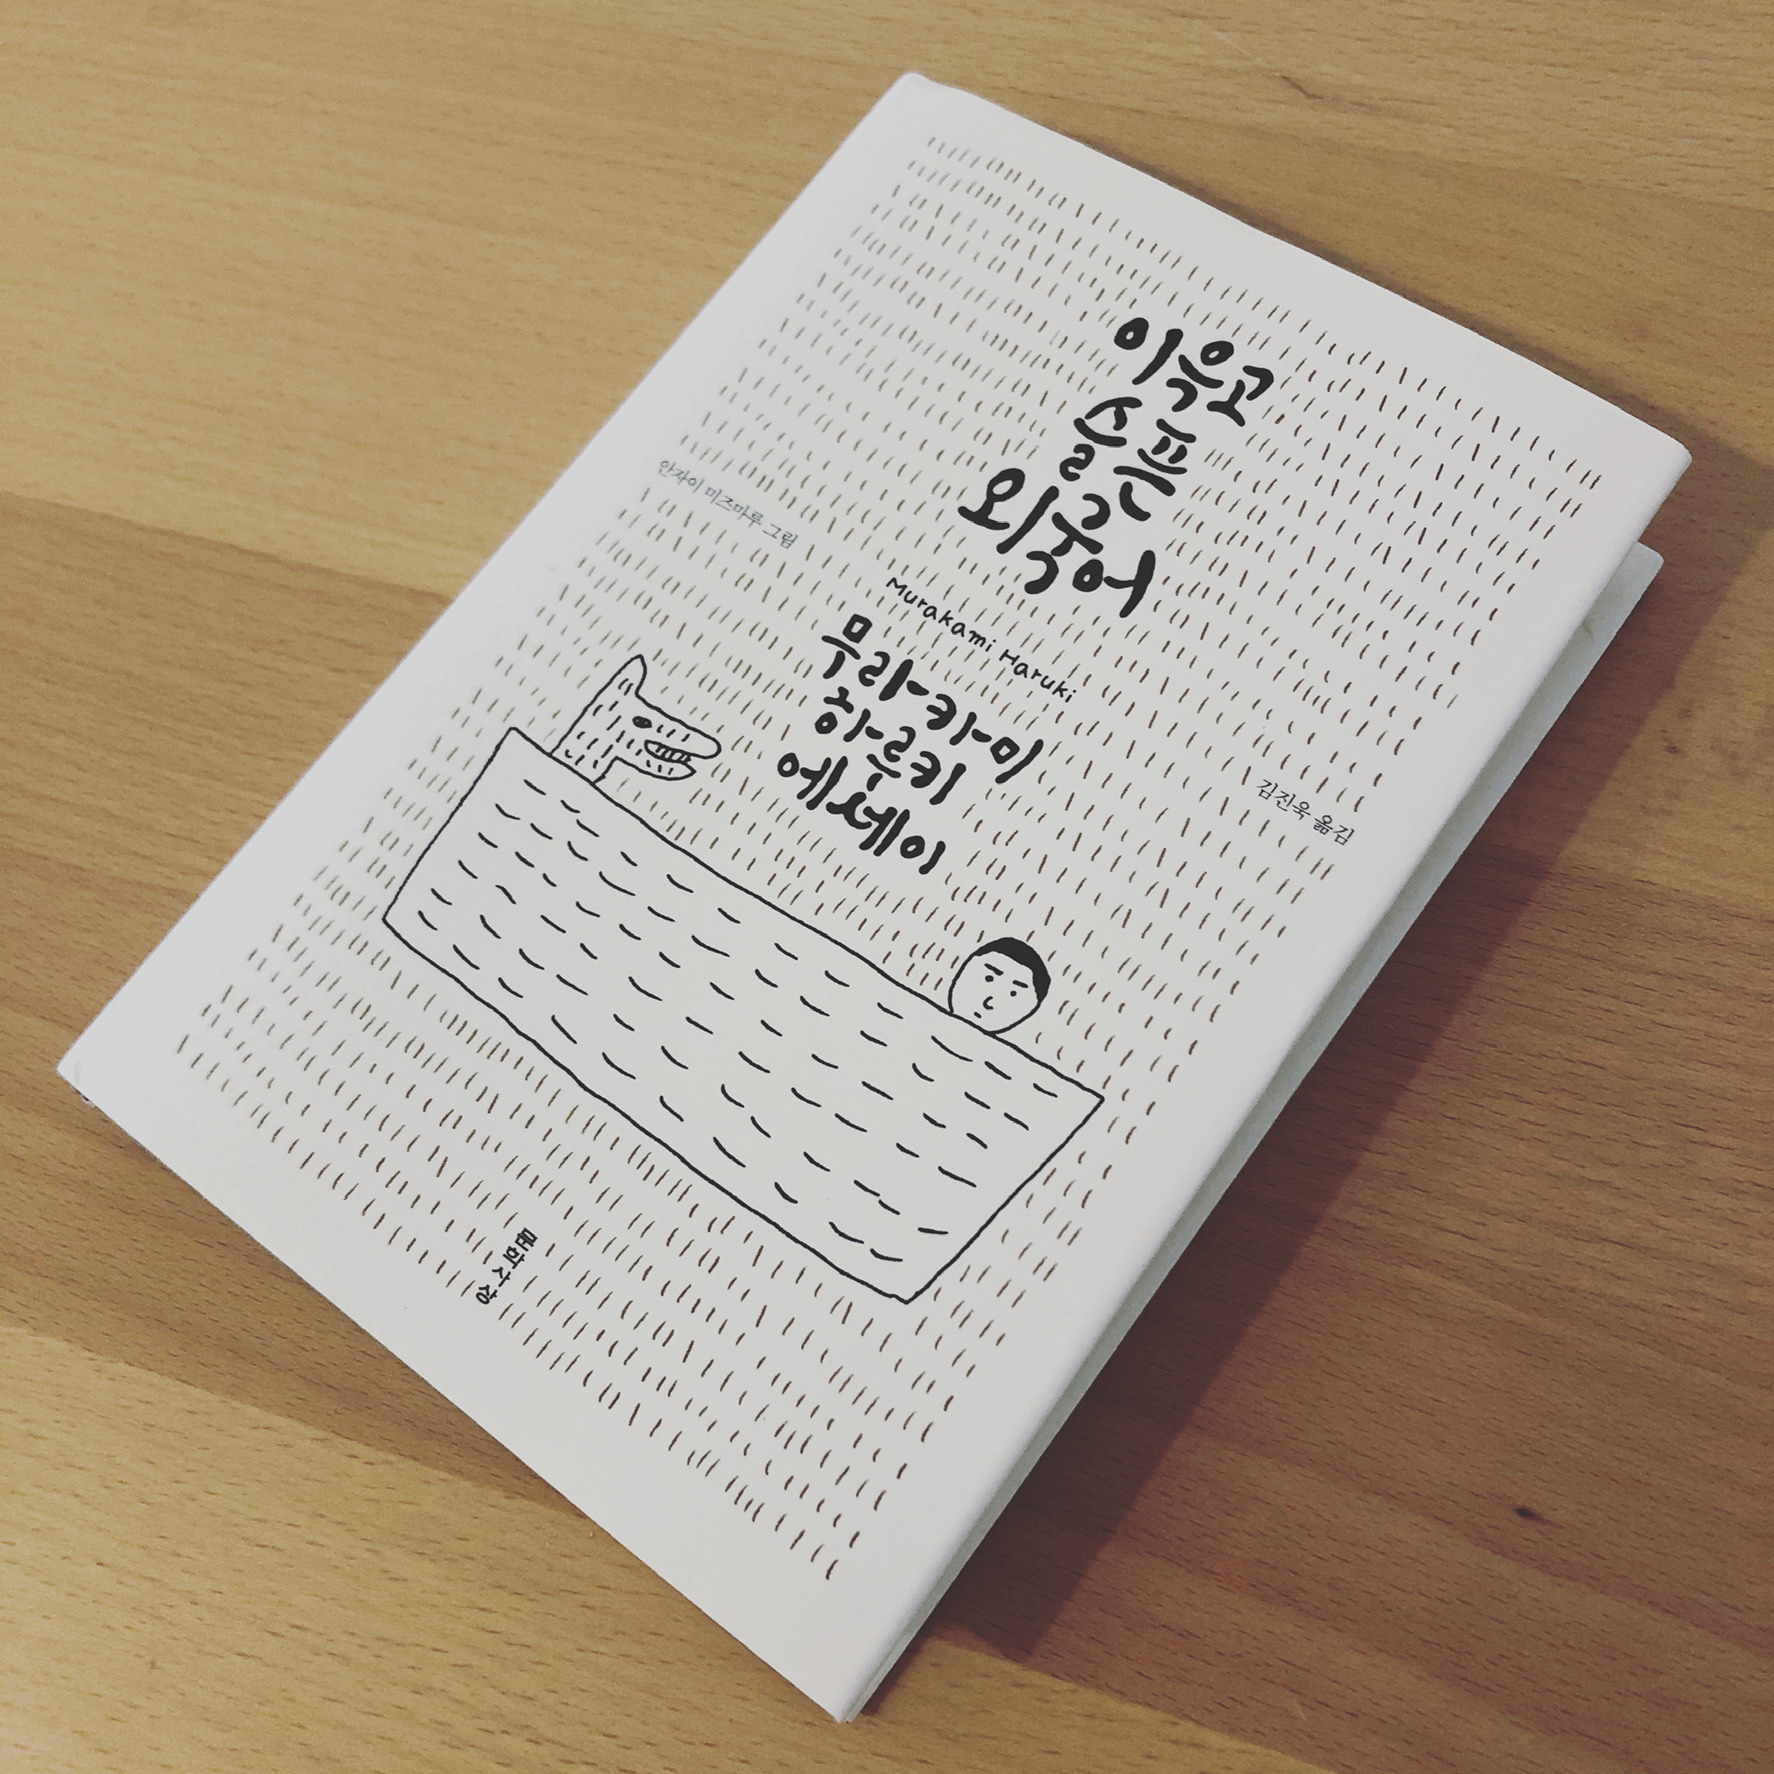 이윽고
슬픈
외국어
안자이 미즈마루 그림
Murakami Haruki
무라카미
하루키
에세이
김진욱 옮김
문학사상